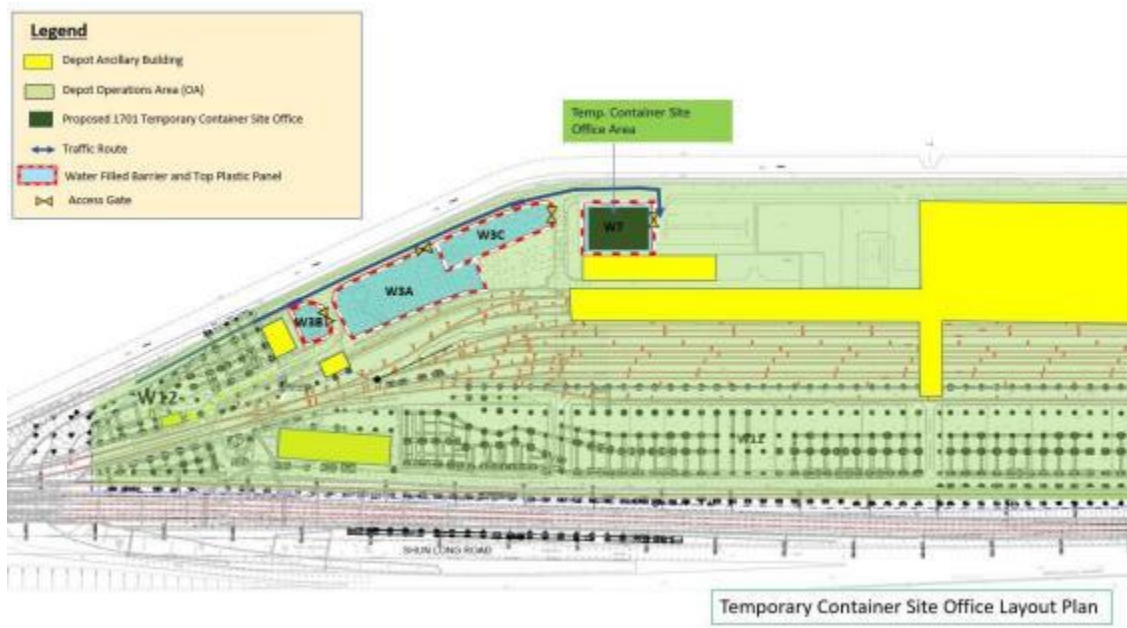 Legend
Depot Ancillary Building
Depot Operations Area (OA)
Proposed 1701 Temporary Container Site Office
Traffic Route
Water Filled Barrier and Top Plastic Panel
Access Gate
Temp. Container Site
Office Area
W7
W3C
W3A
W3B
W12
W12
SHUN LONG ROAD
Temporary Container Site Office Layout Plan